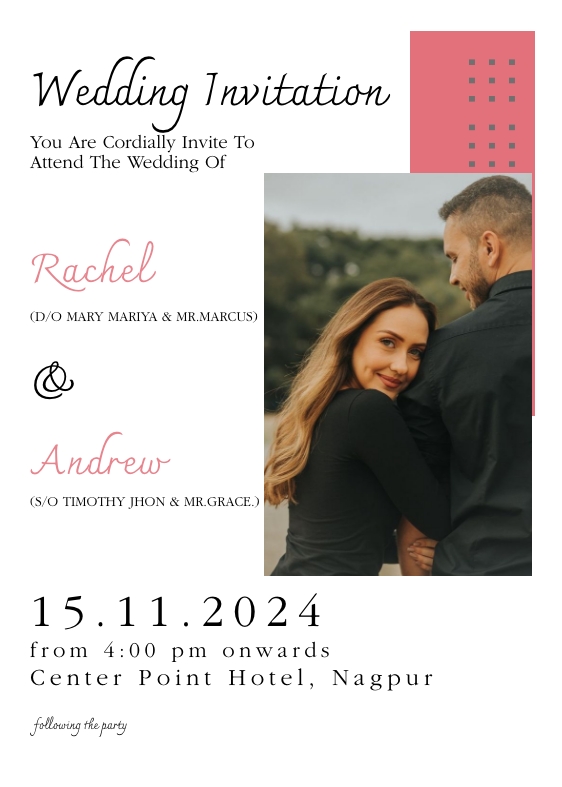 Wedding Invitation
You Are Cordially Invite To
Attend The Wedding Of
Rachel
(D/O MARY MARIYA & MR.MARCUS)
&
Andrew
(S/O TIMOTHY JHON & MR.GRACE.)
15.11.2024
from 4:00 pm onwards
Center Point Hotel, Nagpur
following the party